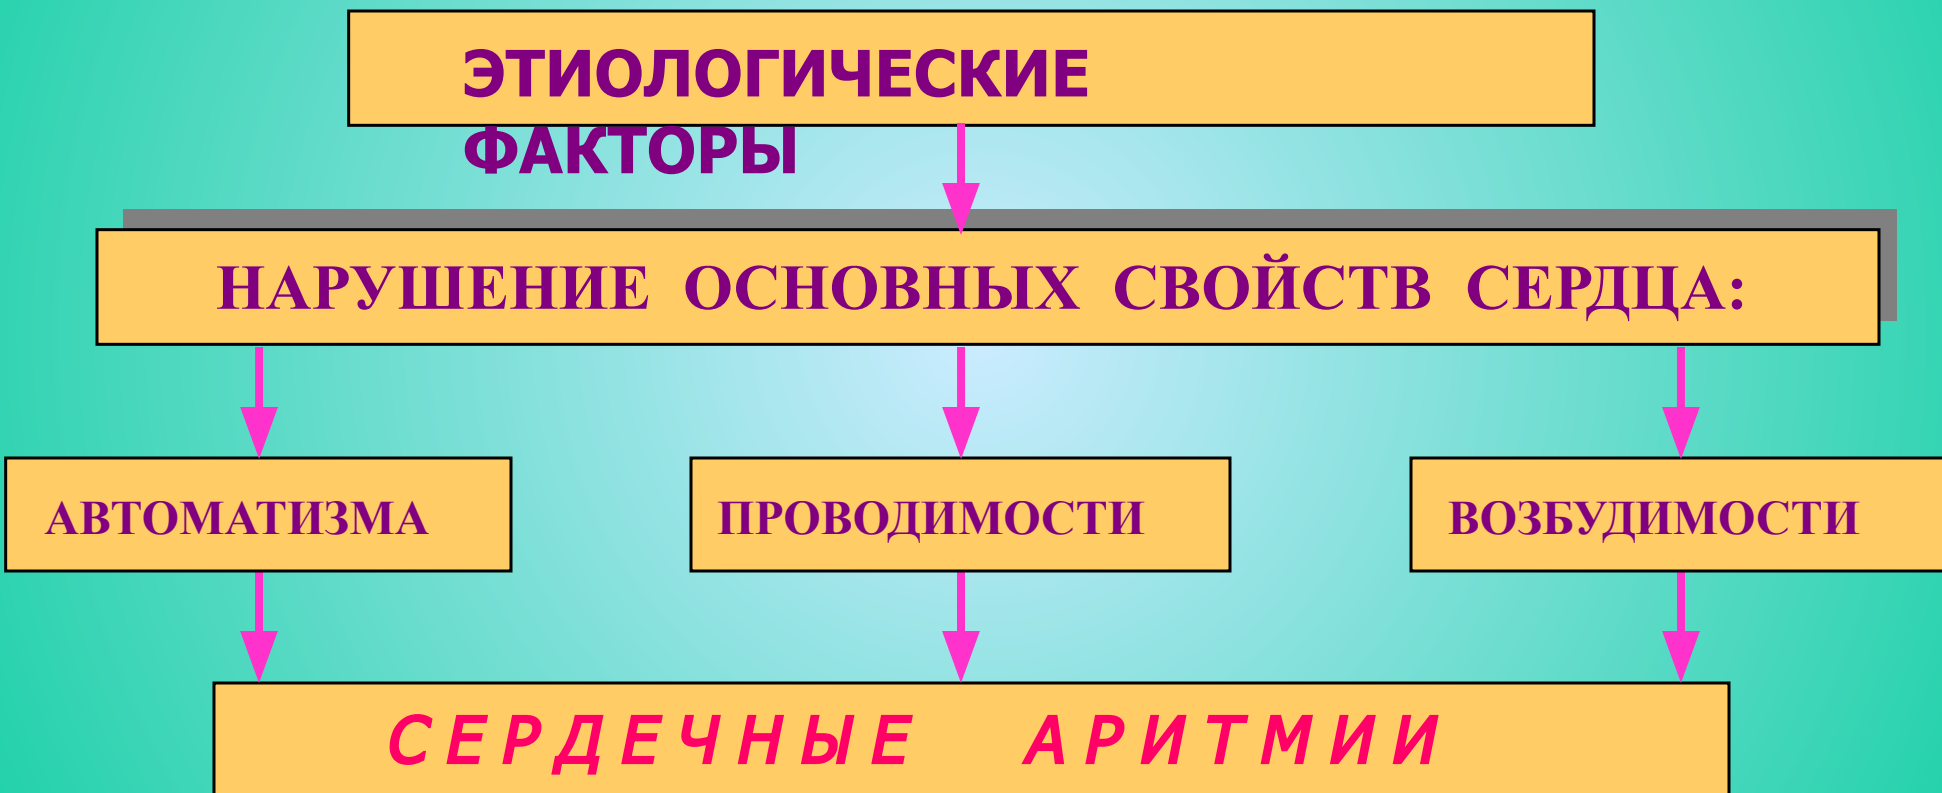 ЭТИОЛОГИЧЕСКИЕ
ФАКТОРЫ
НАРУШЕНИЕ ОСНОВНЫХ СВОЙСТВ СЕРДЦА:
АВТОМАТИЗМА
ПРОВОДИМОСТИ
ВОЗБУДИМОСТИ
СЕРДЕЧНЫЕ АРИТМИИ